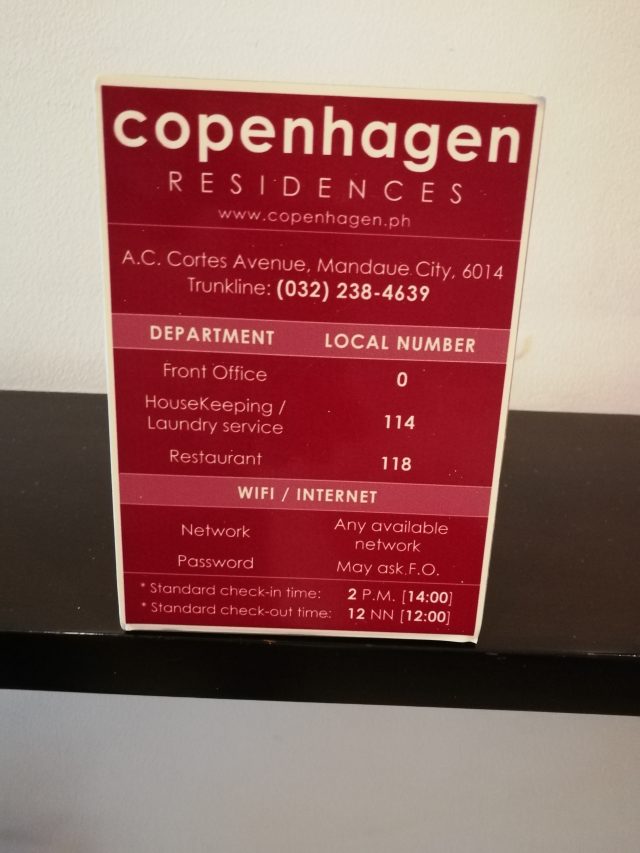 copenhagen
RESIDENCES
www.copenhagen.ph
A.C. Cortes Avenue, Mandaue City, 6014
Trunkline: (032) 238-4639
DEPARTMENT LOCAL NUMBER
Front Office 0
HouseKeeping /
Laundry service 114
Restaurant 118
WIFI / INTERNET
Network Any available
network
Password May ask F.O.
* Standard check-in time: 2 P.M. [14:00]
* Standard check-out time: 12 NN [12:00]